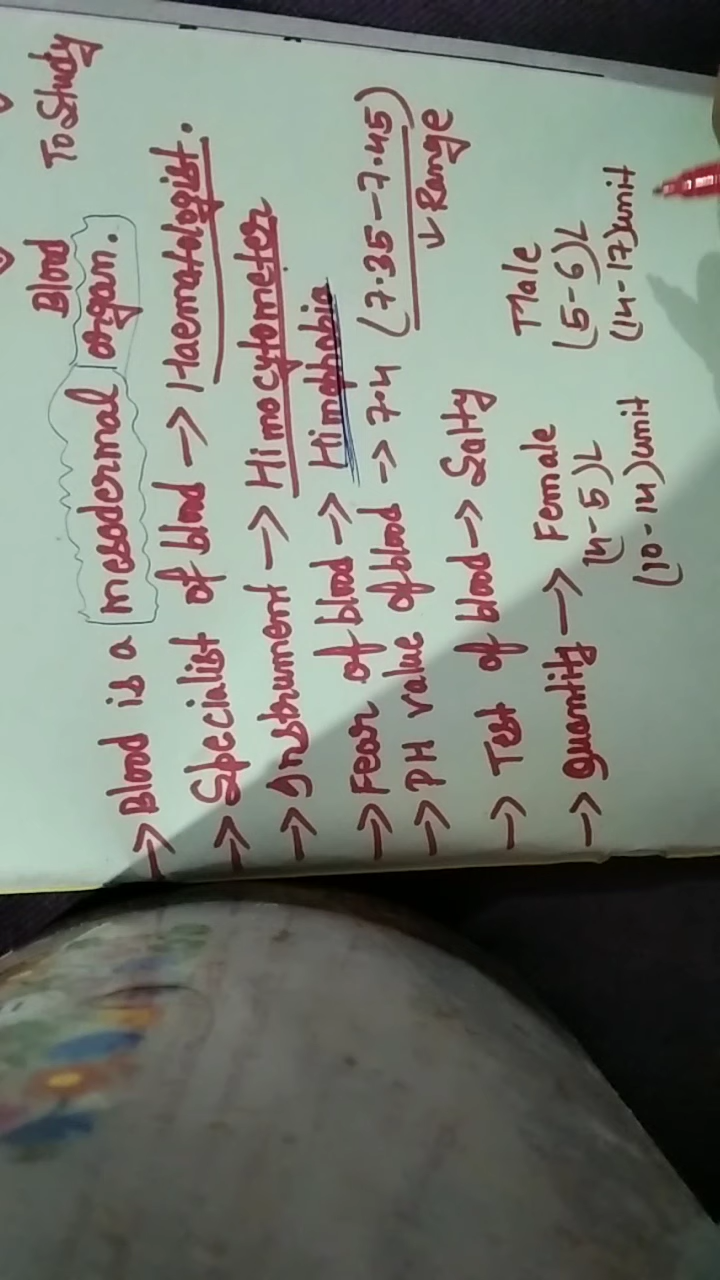 Blood To Study
→ Blood is a mesodermal organ.
→ Specialist of blood → Haematologist.
→ Instrument → Himocytometer
→ Fear of blood → Himophobia
→ PH value of blood → 7.4 (7.35-7.45)
↓ Range
→ Test of blood → Salty
→ Quantity → Female Male
(4-5)L (5-6)L
(10-14)unit (14-17)unit